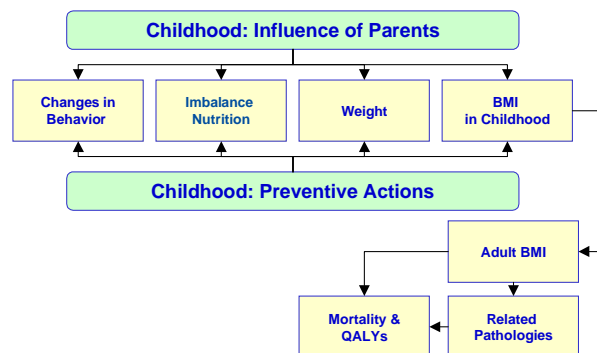 Childhood: Influence of Parents
Changes in
Behavior
Imbalance
Nutrition
Weight
BMI
in Childhood
Childhood: Preventive Actions
Adult BMI
Mortality &
QALYs
Related
Pathologies